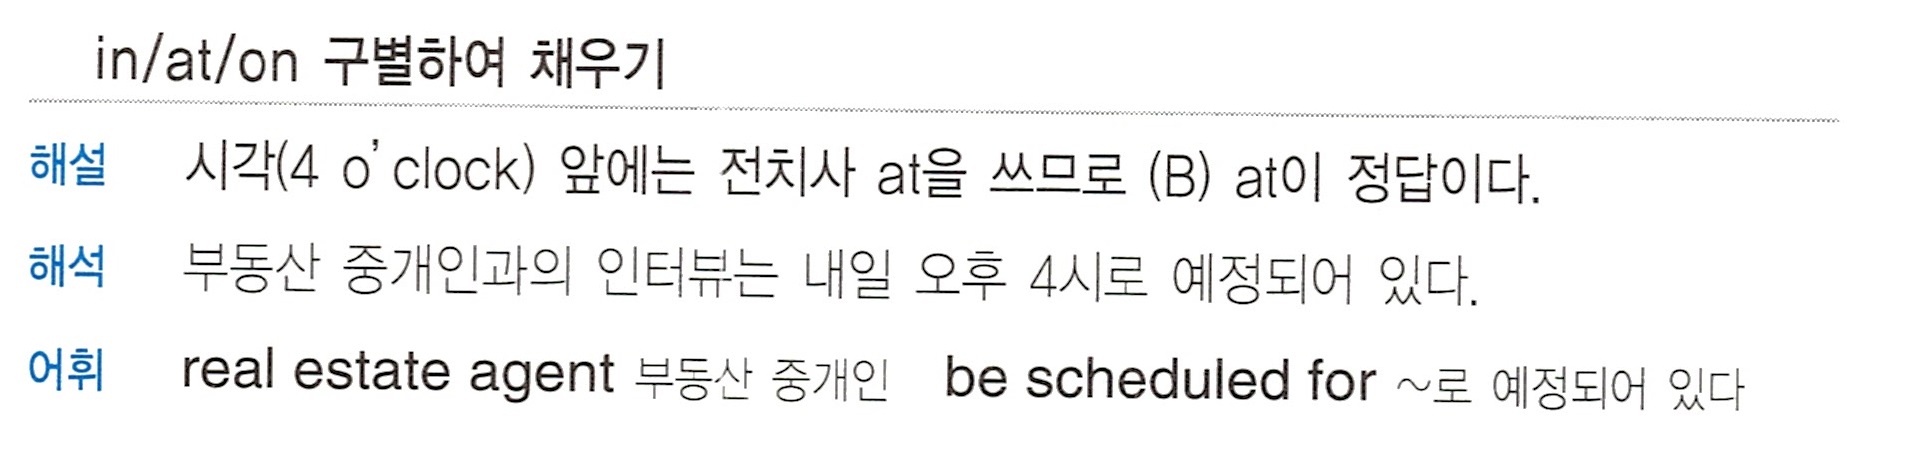 in/at/on 구별하여 채우기
해설 시각(4 o'clock) 앞에는 전치사 at을 쓰므로 (B) at이 정답이다.
해석 부동산 중개인과의 인터뷰는 내일 오후 4시로 예정되어 있다.
어휘 real estate agent 부동산 중개인 be scheduled for ~로 예정되어 있다